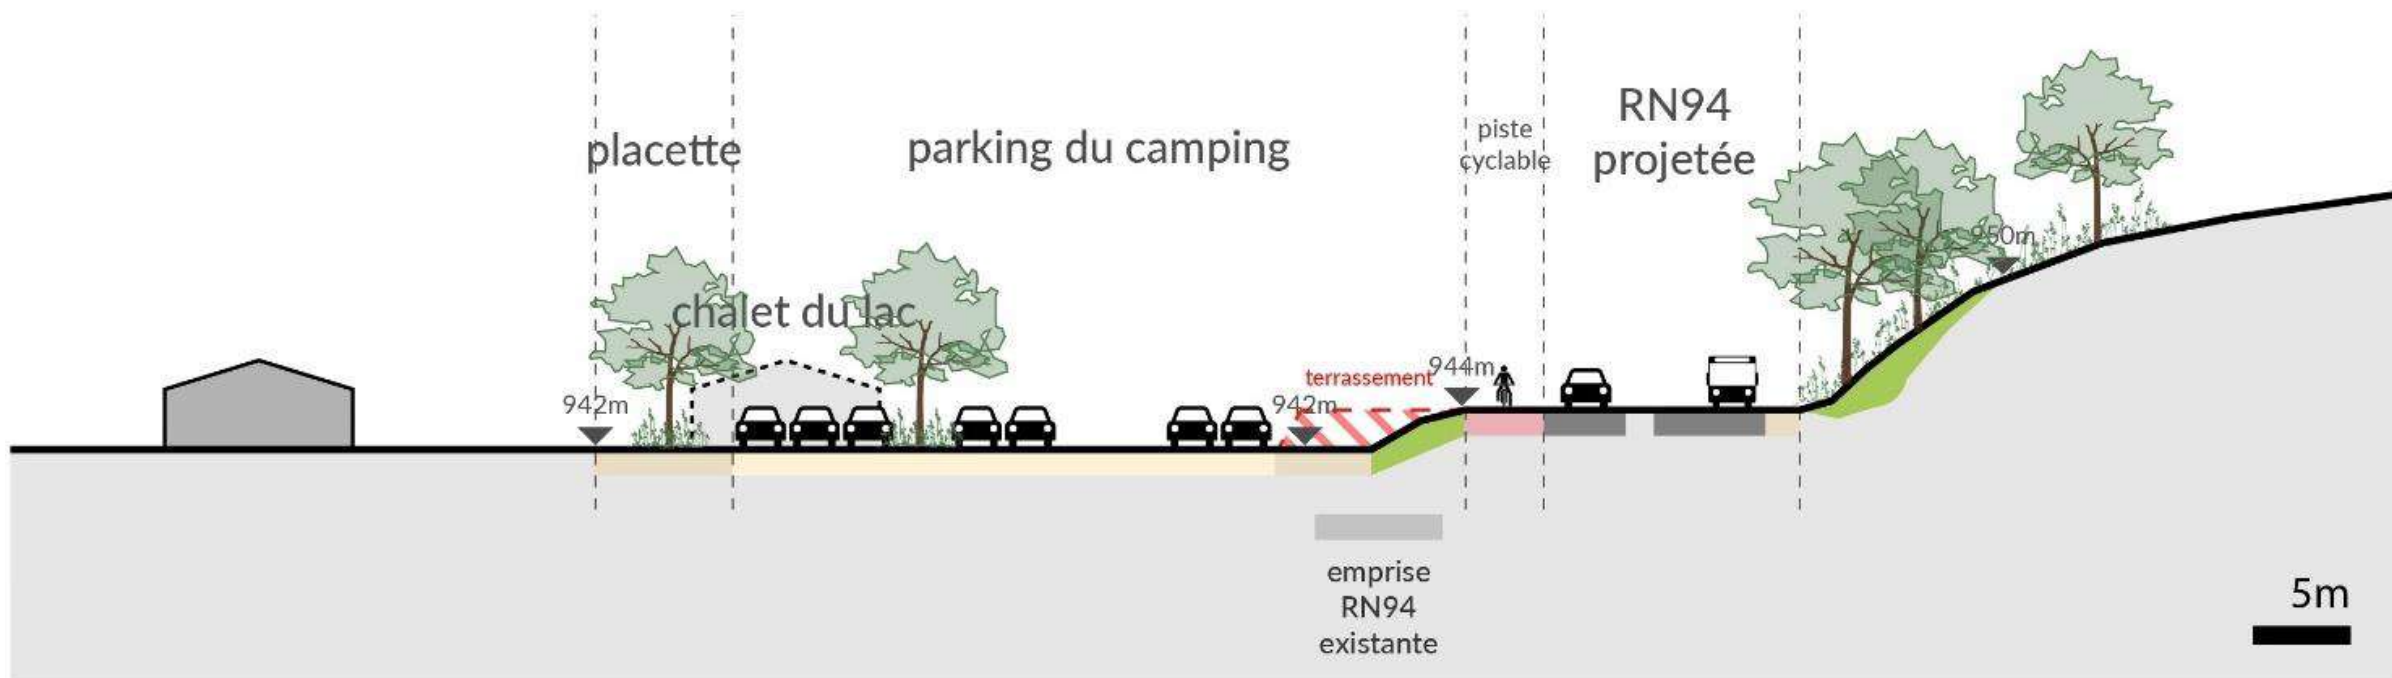 RN94
projetée
piste
cyclable
placette
parking du camping
950m
chalet du lac
944m
terrassement
942m
942m
emprise
RN94
existante
5m